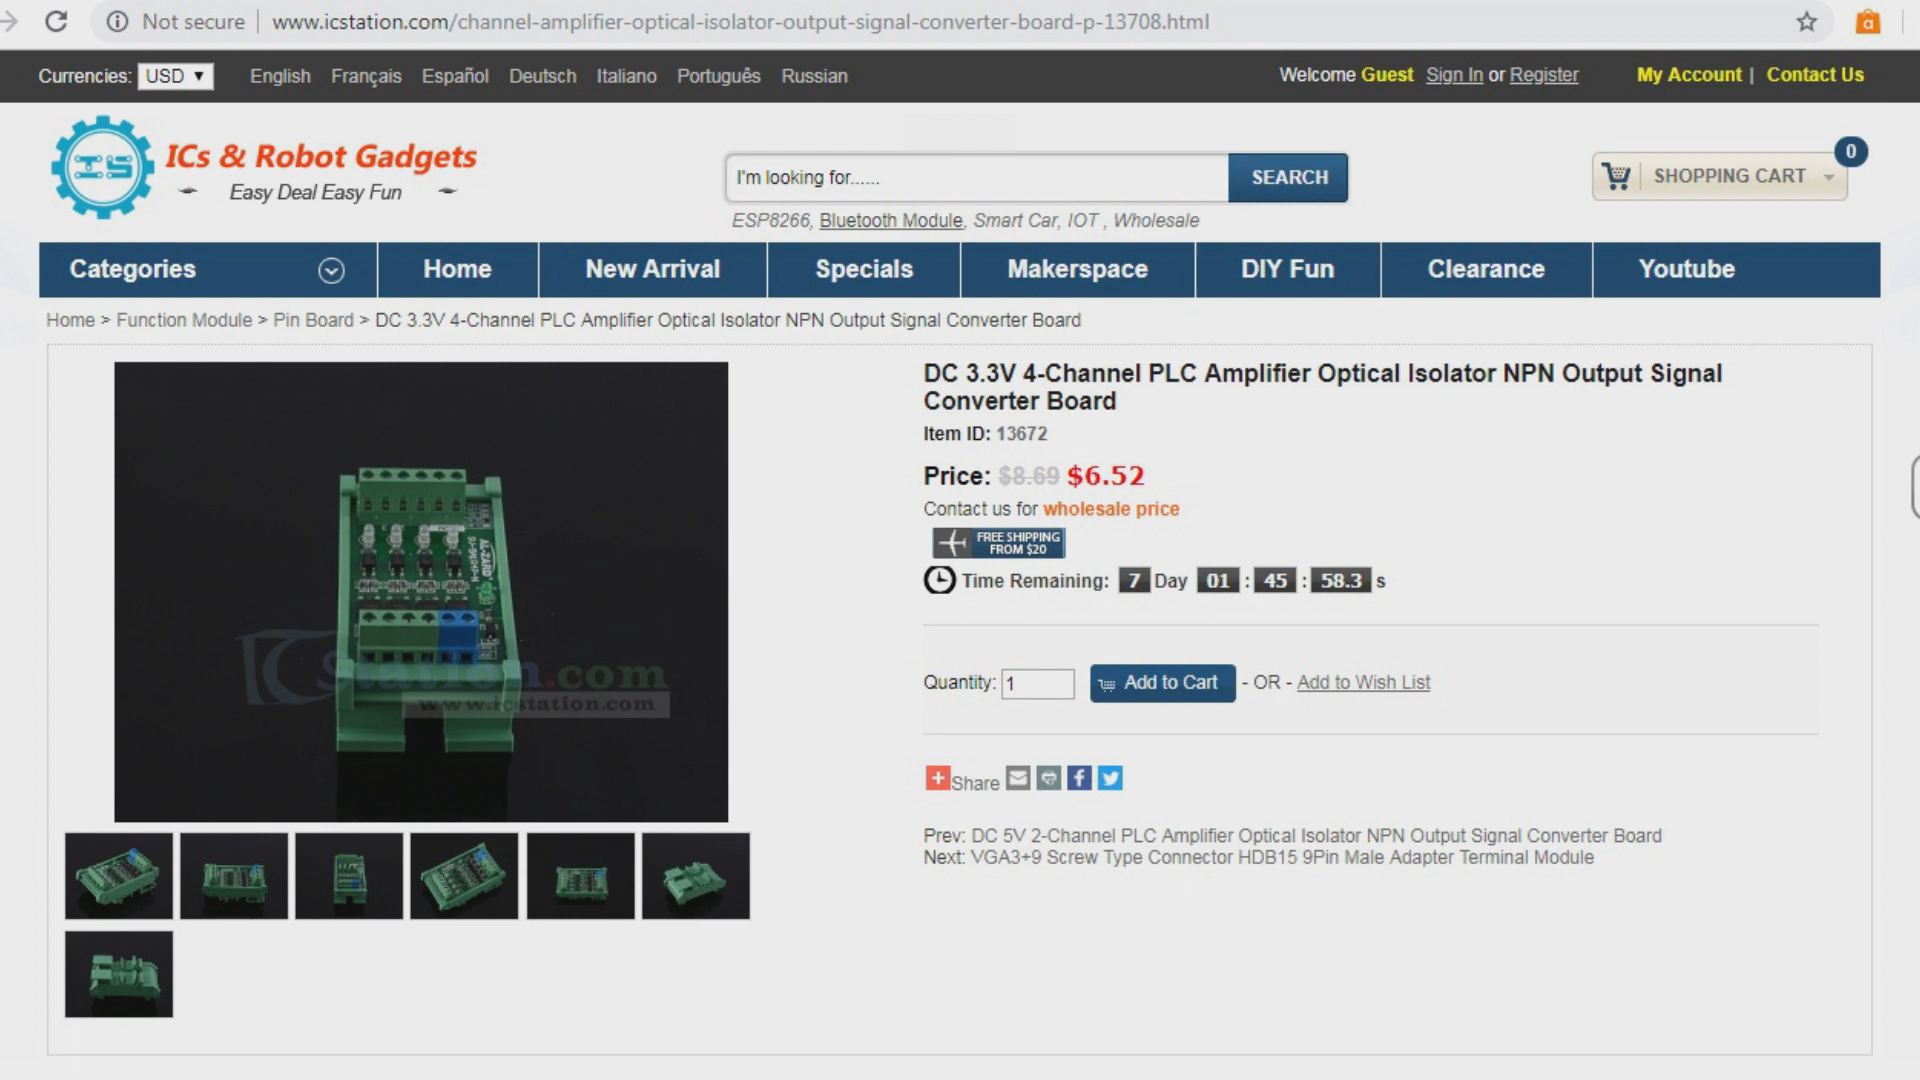 Not secure www.icstation.com/channel-amplifier-optical-isolator-output-signal-converter-board-p-13708.html
Currencies: USD English Français Español Deutsch Italiano Português Russian Welcome Guest Sign In or Register My Account | Contact Us
ICs & Robot Gadgets
Easy Deal Easy Fun
I'm looking for...... SEARCH
0
SHOPPING CART
ESP8266, Bluetooth Module, Smart Car, IOT , Wholesale
Categories Home New Arrival Specials Makerspace DIY Fun Clearance Youtube
Home > Function Module > Pin Board > DC 3.3V 4-Channel PLC Amplifier Optical Isolator NPN Output Signal Converter Board
DC 3.3V 4-Channel PLC Amplifier Optical Isolator NPN Output Signal
Converter Board
Item ID: 13672
Price: $8.69 $6.52
Contact us for wholesale price
FREE SHIPPING
FROM $20
Time Remaining: 7 Day 01 : 45 : 58.3 s
Quantity: 1 Add to Cart - OR - Add to Wish List
Share
Prev: DC 5V 2-Channel PLC Amplifier Optical Isolator NPN Output Signal Converter Board
Next: VGA3+9 Screw Type Connector HDB15 9Pin Male Adapter Terminal Module
AL-ZARD
ICStation.com
www.icstation.com